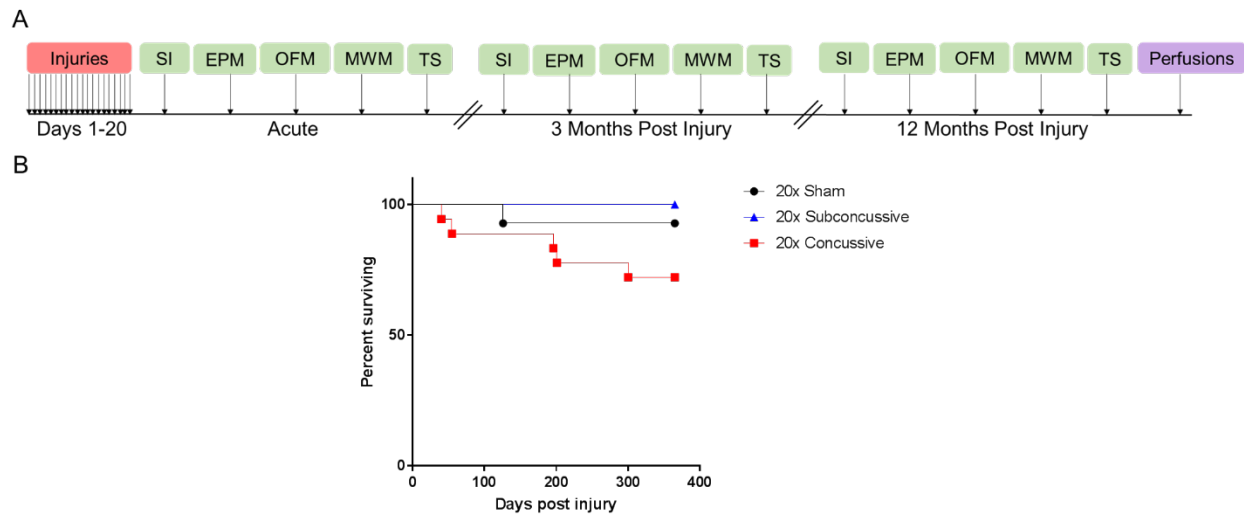 A
Injuries SI EPM OFM MWM TS SI EPM OFM MWM TS SI EPM OFM MWM TS Perfusions
Days 1-20 Acute 3 Months Post Injury 12 Months Post Injury
B
100
50
0
Percent surviving
0 100 200 300 400
Days post injury
20x Sham
20x Subconcussive
20x Concussive